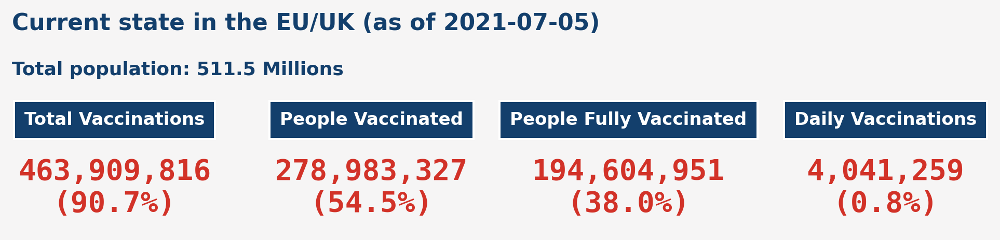 Current state in the EU/UK (as of 2021-07-05)
Total population: 511.5 Millions
Total Vaccinations People Vaccinated People Fully Vaccinated Daily Vaccinations
463,909,816 278,983,327 194,604,951 4,041,259
(90.7%) (54.5%) (38.0%) (0.8%)